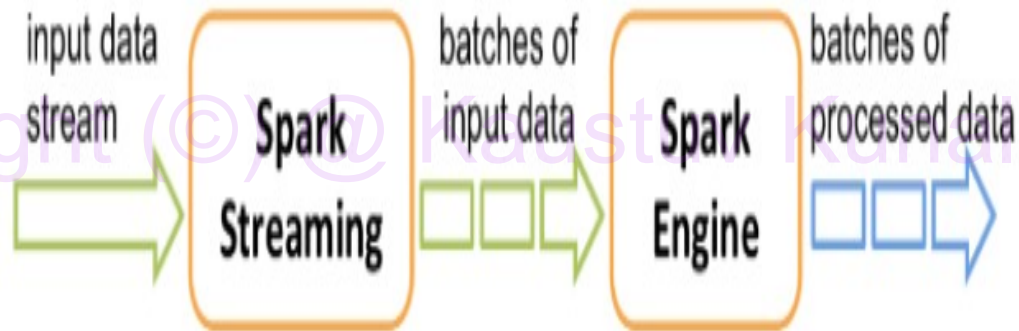 input data
stream
Spark
Streaming
batches of
input data
Spark
Engine
batches of
processed data
(©) @